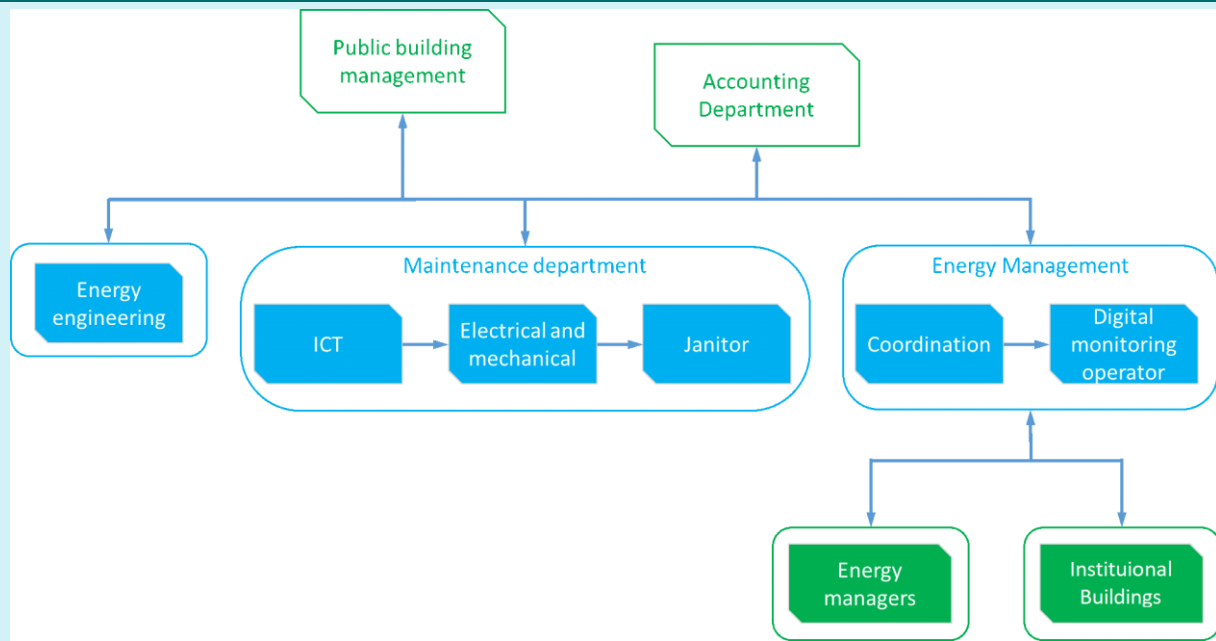 Public building
management
Accounting
Department
Energy
engineering
Maintenance department
ICT
Electrical and
mechanical
Janitor
Energy Management
Coordination
Digital
monitoring
operator
Energy
managers
Instituional
Buildings